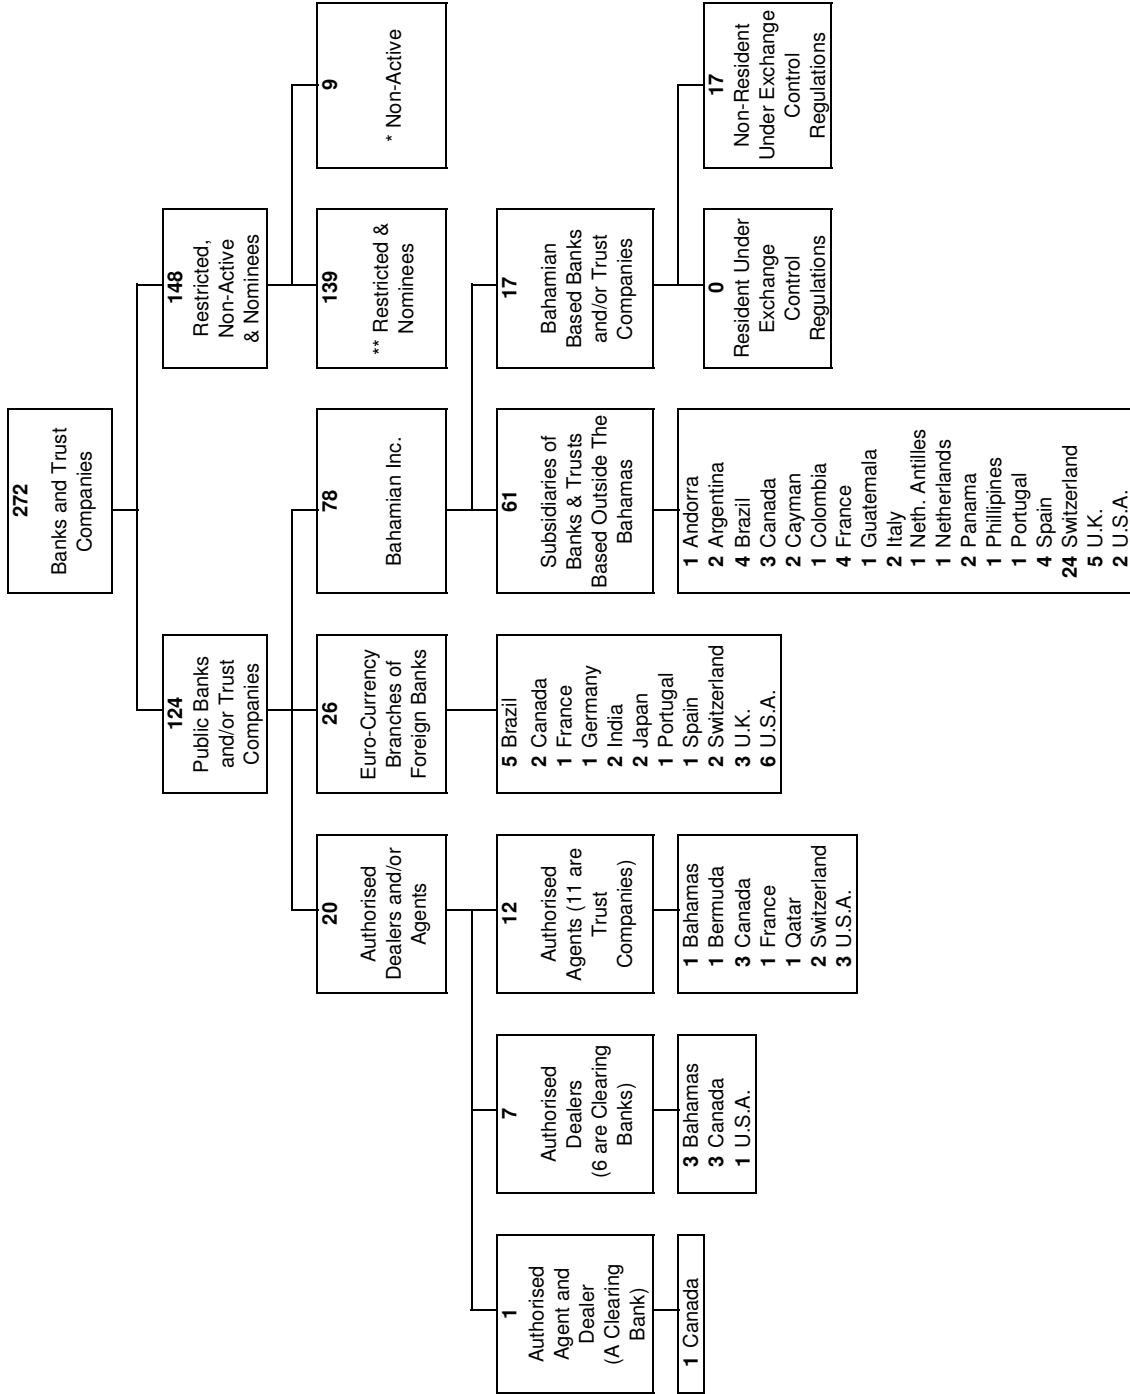 272
Banks and Trust
Companies
124
Public Banks
and/or Trust
Companies
148
Restricted,
Non-Active
& Nominees
20
Authorised
Dealers and/or
Agents
26
Euro-Currency
Branches of
Foreign Banks
78
Bahamian Inc.
139
** Restricted &
Nominees
9
* Non-Active
1
Authorised
Agent and
Dealer
(A Clearing
Bank)
7
Authorised
Dealers
(6 are Clearing
Banks)
12
Authorised
Agents (11 are
Trust
Companies)
5 Brazil
2 Canada
1 France
1 Germany
2 India
2 Japan
1 Portugal
1 Spain
2 Switzerland
3 U.K.
6 U.S.A.
61
Subsidiaries of
Banks & Trusts
Based Outside The
Bahamas
17
Bahamian
Based Banks
and/or Trust
Companies
1 Canada
3 Bahamas
3 Canada
1 U.S.A.
1 Bahamas
1 Bermuda
3 Canada
1 France
1 Qatar
2 Switzerland
3 U.S.A.
1 Andorra
2 Argentina
4 Brazil
3 Canada
2 Cayman
1 Colombia
4 France
1 Guatemala
2 Italy
1 Neth. Antilles
1 Netherlands
2 Panama
1 Phillipines
1 Portugal
4 Spain
24 Switzerland
5 U.K.
2 U.S.A.
0
Resident Under
Exchange
Control
Regulations
17
Non-Resident
Under Exchange
Control
Regulations